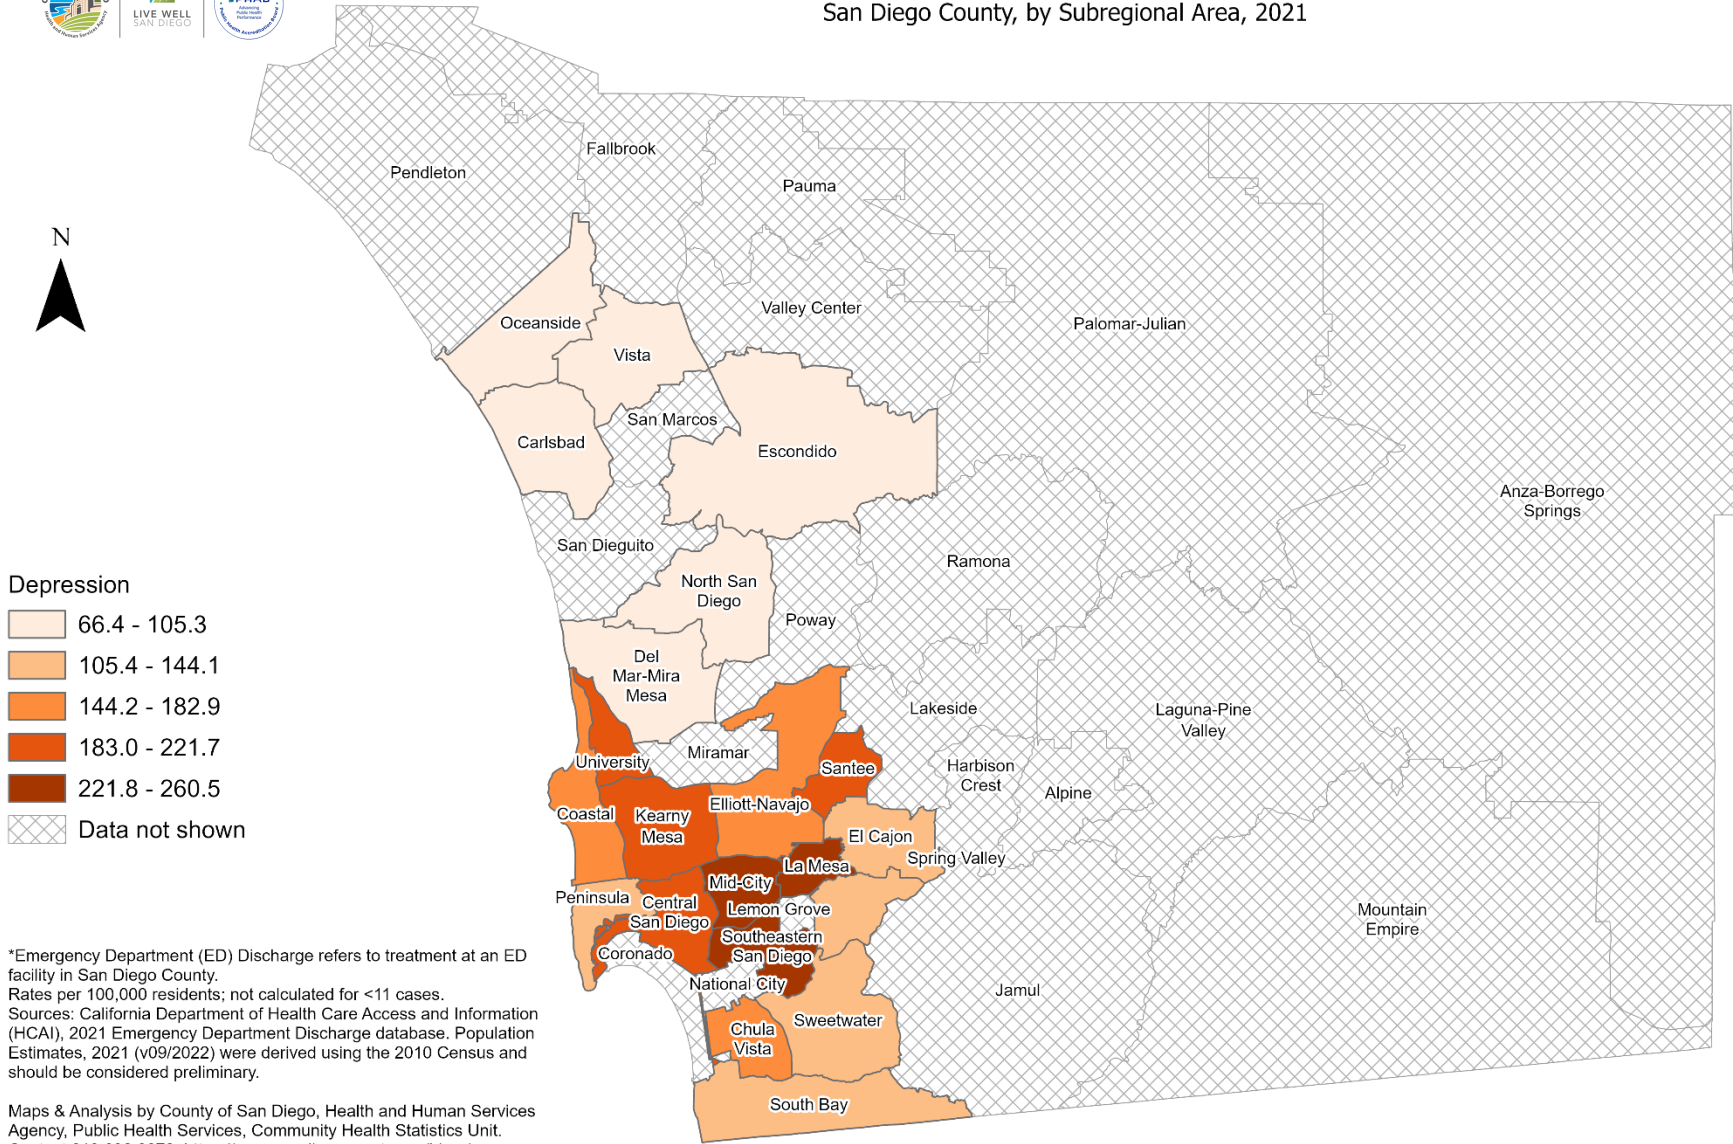 LIVE WELL
SAN DIEGO
San Diego County, by Subregional Area, 2021
Fallbrook
Pendleton
Pauma
N
Valley Center
Oceanside
Palomar-Julian
Vista
San Marcos
Carlsbad
Escondido
Anza-Borrego
Springs
San Dieguito
Ramona
North San
Diego
Poway
Del
Mar-Mira
Mesa
Lakeside
Laguna-Pine
Valley
Miramar
University
Santee
Harbison
Crest
Alpine
Elliott-Navajo
Coastal
Kearny
Mesa
El Cajon
Spring Valley
La Mesa
Mid-City
Peninsula
Central
San Diego
Lemon Grove
Mountain
Empire
Southeastern
San Diego
Coronado
National City
Jamul
Sweetwater
Chula
Vista
South Bay
Depression
66.4 - 105.3
105.4 - 144.1
144.2 - 182.9
183.0 - 221.7
221.8 - 260.5
Data not shown
*Emergency Department (ED) Discharge refers to treatment at an ED
facility in San Diego County.
Rates per 100,000 residents; not calculated for <11 cases.
Sources: California Department of Health Care Access and Information
(HCAI), 2021 Emergency Department Discharge database. Population
Estimates, 2021 (v09/2022) were derived using the 2010 Census and
should be considered preliminary.
Maps & Analysis by County of San Diego, Health and Human Services
Agency, Public Health Services, Community Health Statistics Unit.